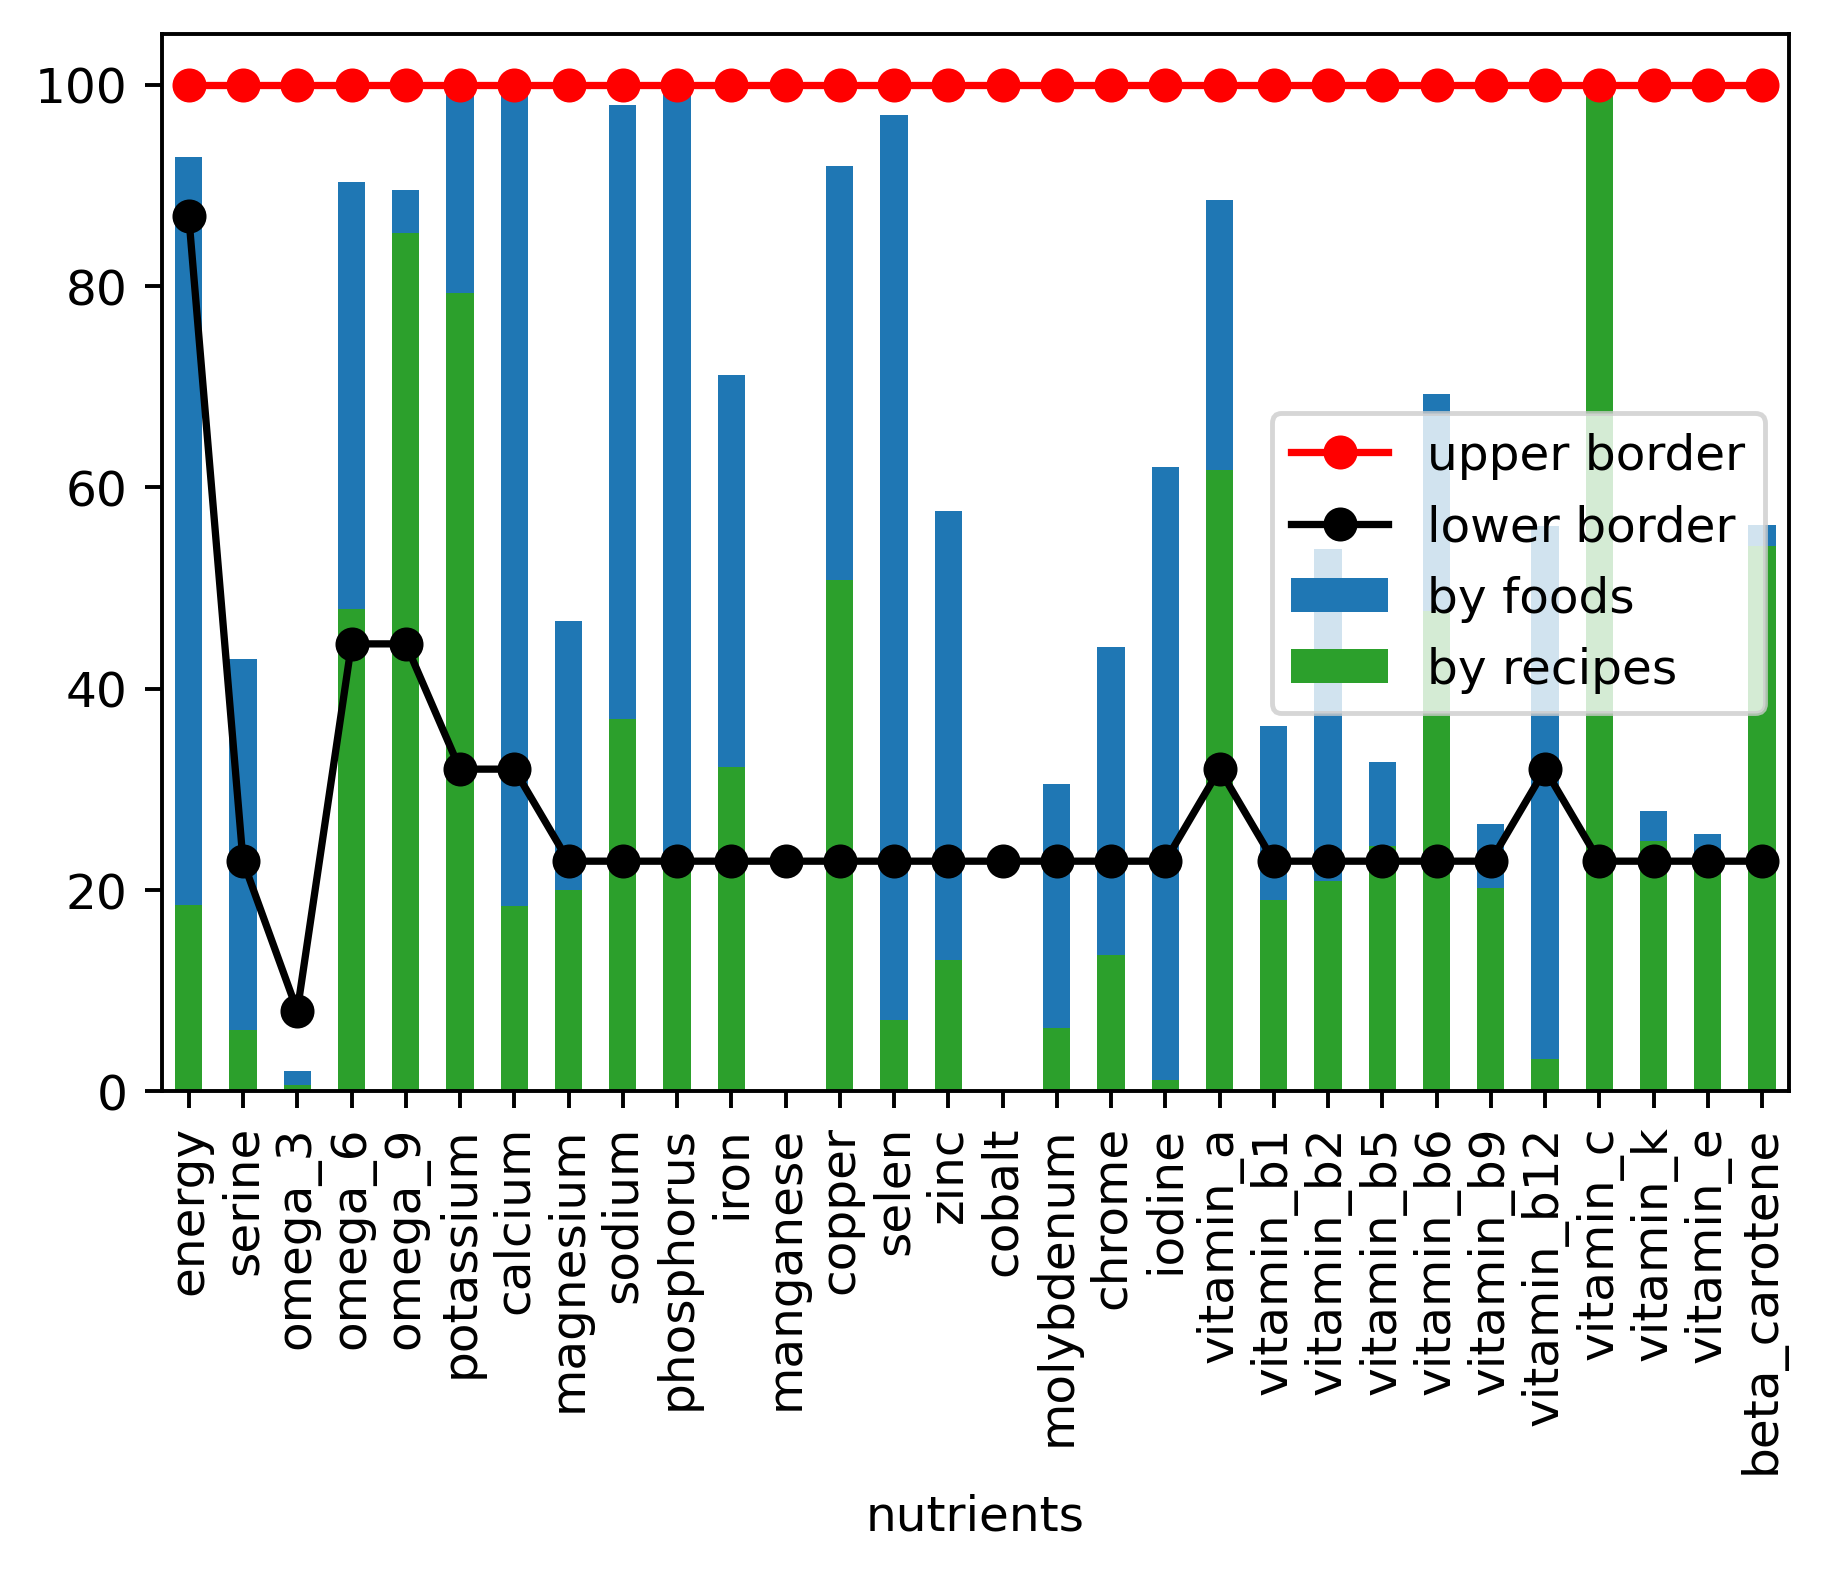 100
80
60
40
20
0
upper border
lower border
by foods
by recipes
energy
serine
omega_3
omega_6
omega_9
potassium
calcium
magnesium
sodium
phosphorus
iron
manganese
copper
selen
zinc
cobalt
molybdenum
chrome
iodine
vitamin_a
vitamin_b1
vitamin_b2
vitamin_b5
vitamin_b6
vitamin_b9
vitamin_b12
vitamin_c
vitamin_k
vitamin_e
beta_carotene
nutrients